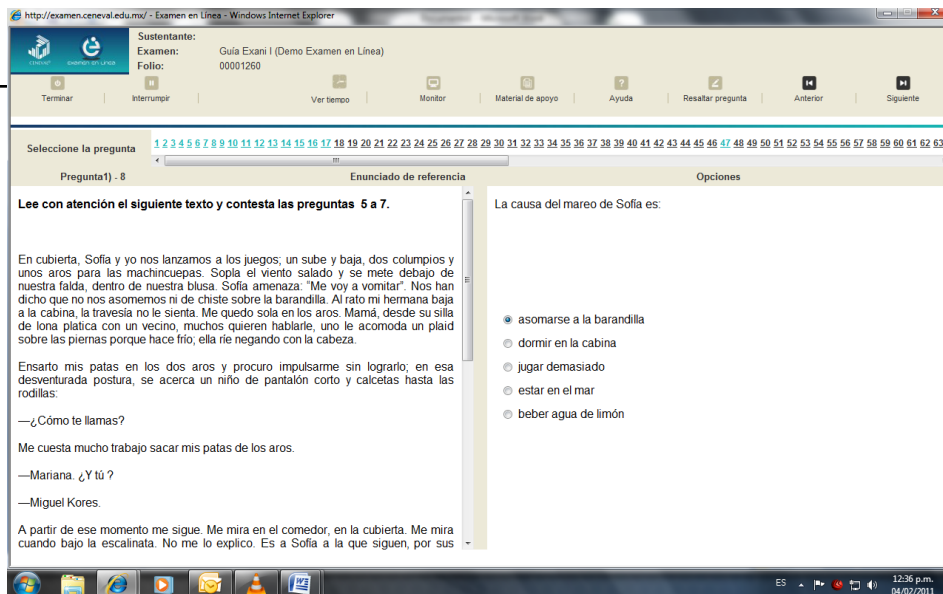 http://examen.ceneval.edu.mx/ - Examen en Línea - Windows Internet Explorer
Sustentante:
Examen: Guía Exani I (Demo Examen en Línea)
Folio: 00001260
CENEVAL
EXAMEN EN LÍNEA
Terminar Interrumpir Ver tiempo Monitor Material de apoyo Ayuda Resaltar pregunta Anterior Siguiente
Seleccione la pregunta 1 2 3 4 5 6 7 8 9 10 11 12 13 14 15 16 17 18 19 20 21 22 23 24 25 26 27 28 29 30 31 32 33 34 35 36 37 38 39 40 41 42 43 44 45 46 47 48 49 50 51 52 53 54 55 56 57 58 59 60 61 62 63
Pregunta1) - 8 Enunciado de referencia Opciones
Lee con atención el siguiente texto y contesta las preguntas 5 a 7.
En cubierta, Sofía y yo nos lanzamos a los juegos; un sube y baja, dos columpios y
unos aros para las machincuepas. Sopla el viento salado y se mete debajo de
nuestra falda, dentro de nuestra blusa. Sofía amenaza: "Me voy a vomitar". Nos han
dicho que no nos asomemos ni de chiste sobre la barandilla. Al rato mi hermana baja
a la cabina, la travesía no le sienta. Me quedo sola en los aros. Mamá, desde su silla
de lona platica con un vecino, muchos quieren hablarle, uno le acomoda un plaid
sobre las piernas porque hace frío; ella ríe negando con la cabeza.
Ensarto mis patas en los dos aros y procuro impulsarme sin lograrlo; en esa
desventurada postura, se acerca un niño de pantalón corto y calcetas hasta las
rodillas:
—¿Cómo te llamas?
Me cuesta mucho trabajo sacar mis patas de los aros.
—Mariana. ¿Y tú ?
—Miguel Kores.
A partir de ese momento me sigue. Me mira en el comedor, en la cubierta. Me mira
cuando bajo la escalinata. No me lo explico. Es a Sofía a la que siguen, por sus
La causa del mareo de Sofía es:
asomarse a la barandilla
dormir en la cabina
jugar demasiado
estar en el mar
beber agua de limón
ES
12:36 p.m.
04/02/2011